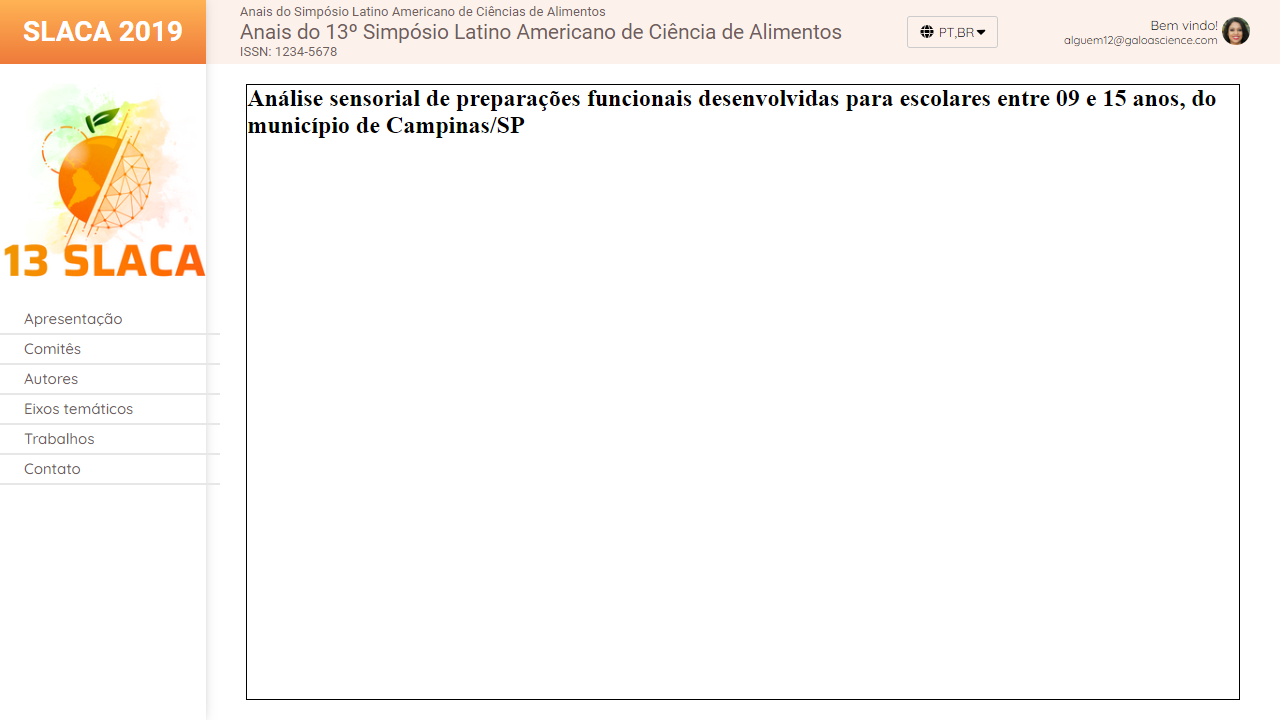 SLACA 2019
Anais do Simpósio Latino Americano de Ciências de Alimentos
Anais do 13º Simpósio Latino Americano de Ciência de Alimentos
ISSN: 1234-5678
PT,BR
Bem vindo!
alguem12@galoascience.com
13 SLACA
Apresentação
Comitês
Autores
Eixos temáticos
Trabalhos
Contato
Análise sensorial de preparações funcionais desenvolvidas para escolares entre 09 e 15 anos, do
município de Campinas/SP